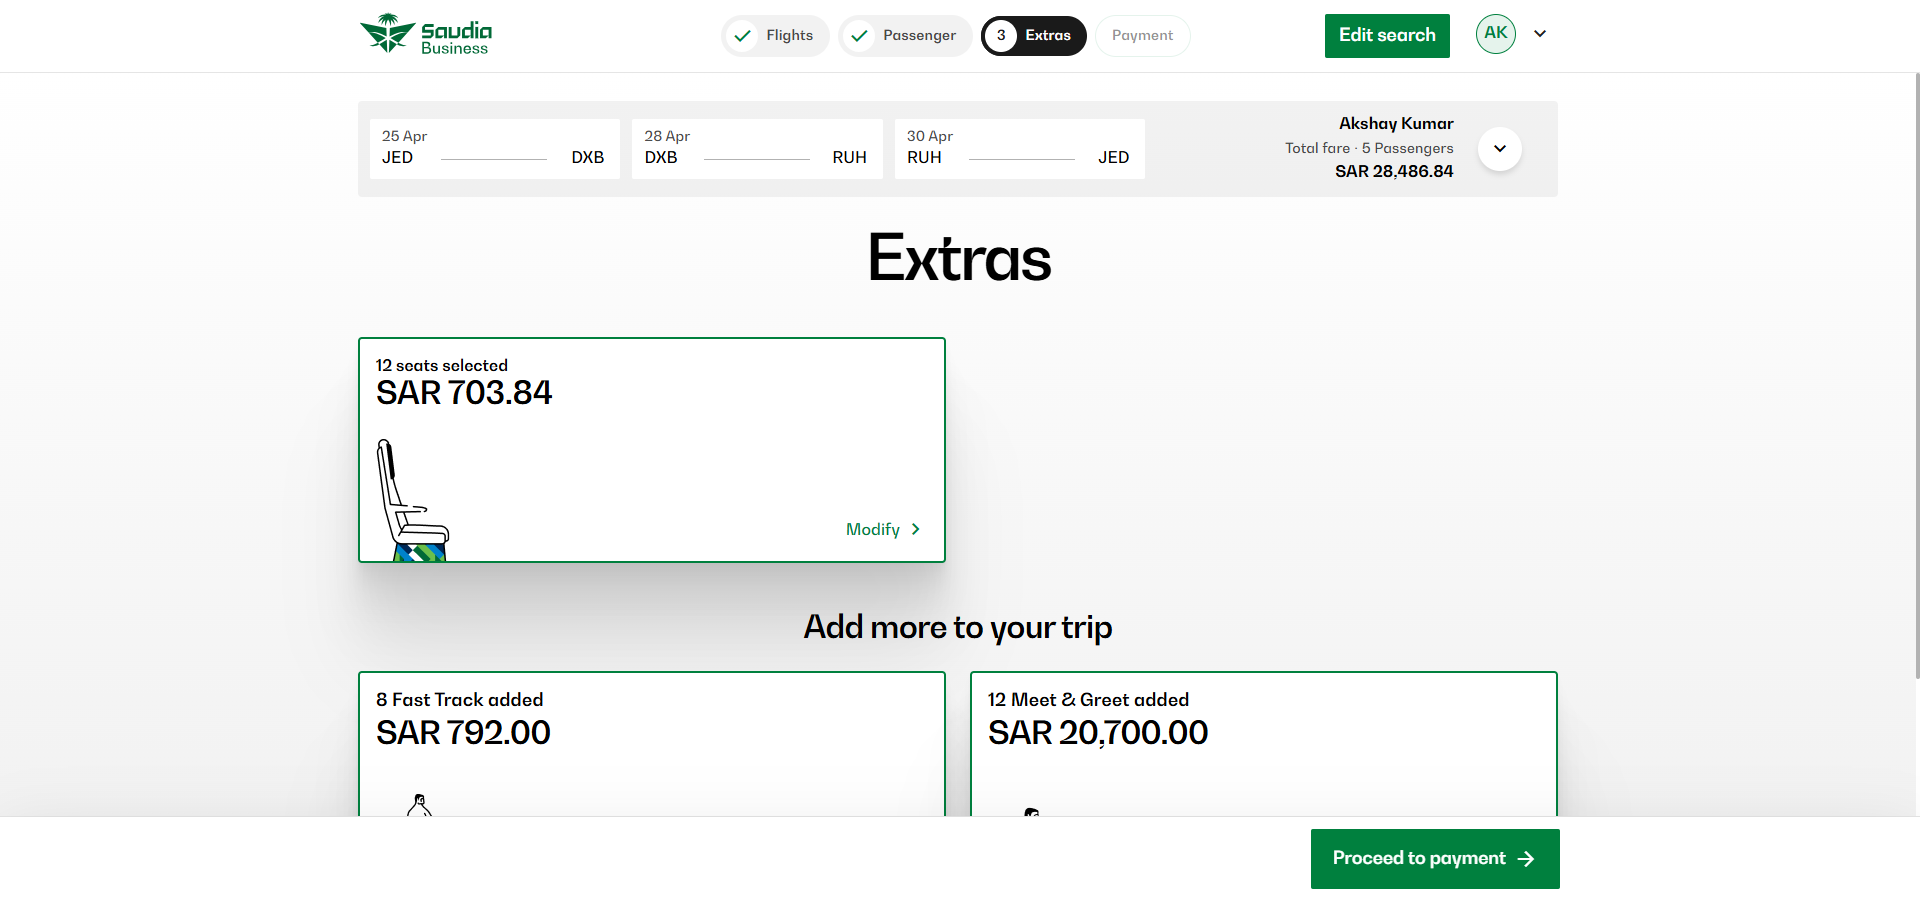 Saudia
Business
Flights
Passenger
3 Extras
Payment
Edit search
AK
25 Apr
JED DXB
28 Apr
DXB RUH
30 Apr
RUH JED
Akshay Kumar
Total fare · 5 Passengers
SAR 28,486.84
Extras
12 seats selected
SAR 703.84
Modify
Add more to your trip
8 Fast Track added
SAR 792.00
12 Meet & Greet added
SAR 20,700.00
Proceed to payment